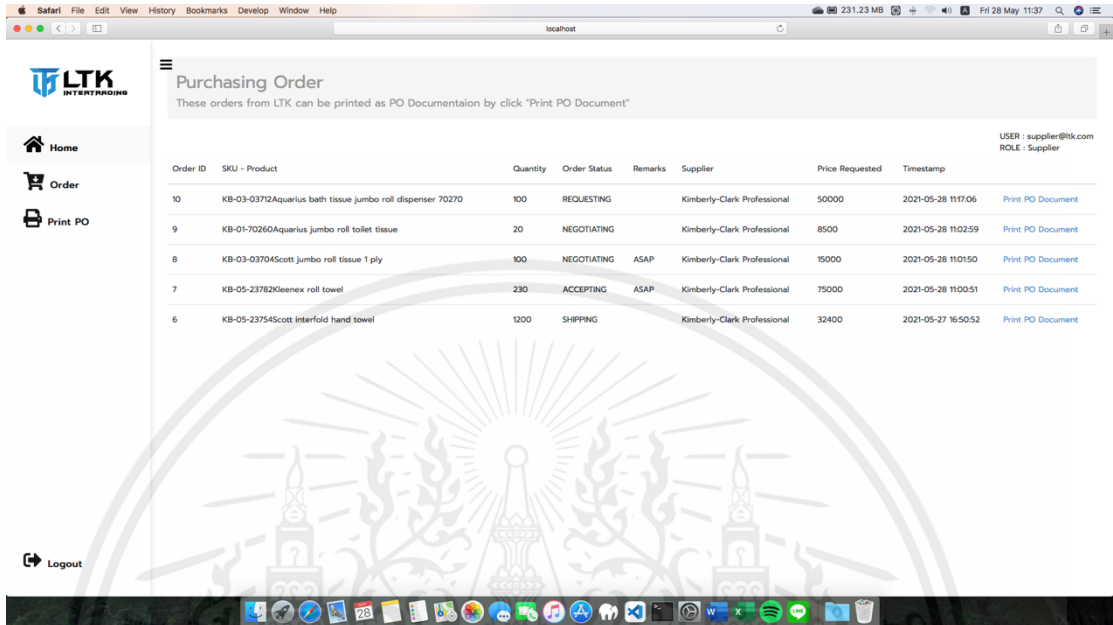 Safari File Edit View History Bookmarks Develop Window Help 231.23 MB A Fri 28 May 11:37
localhost
LTK
INTERTRADING
Purchasing Order
These orders from LTK can be printed as PO Documentaion by click "Print PO Document"
USER : supplier@ltk.com
ROLE : Supplier
Home
Order
Print PO
Logout
Order ID SKU - Product Quantity Order Status Remarks Supplier Price Requested Timestamp
10 KB-03-03712Aquarius bath tissue jumbo roll dispenser 70270 100 REQUESTING Kimberly-Clark Professional 50000 2021-05-28 11:17:06 Print PO Document
9 KB-01-70260Aquarius jumbo roll toilet tissue 20 NEGOTIATING Kimberly-Clark Professional 8500 2021-05-28 11:02:59 Print PO Document
8 KB-03-03704Scott jumbo roll tissue 1 ply 100 NEGOTIATING ASAP Kimberly-Clark Professional 15000 2021-05-28 11:01:50 Print PO Document
7 KB-05-23782Kleenex roll towel 230 ACCEPTING ASAP Kimberly-Clark Professional 75000 2021-05-28 11:00:51 Print PO Document
6 KB-05-23754Scott interfold hand towel 1200 SHIPPING Kimberly-Clark Professional 32400 2021-05-27 16:50:52 Print PO Document
28